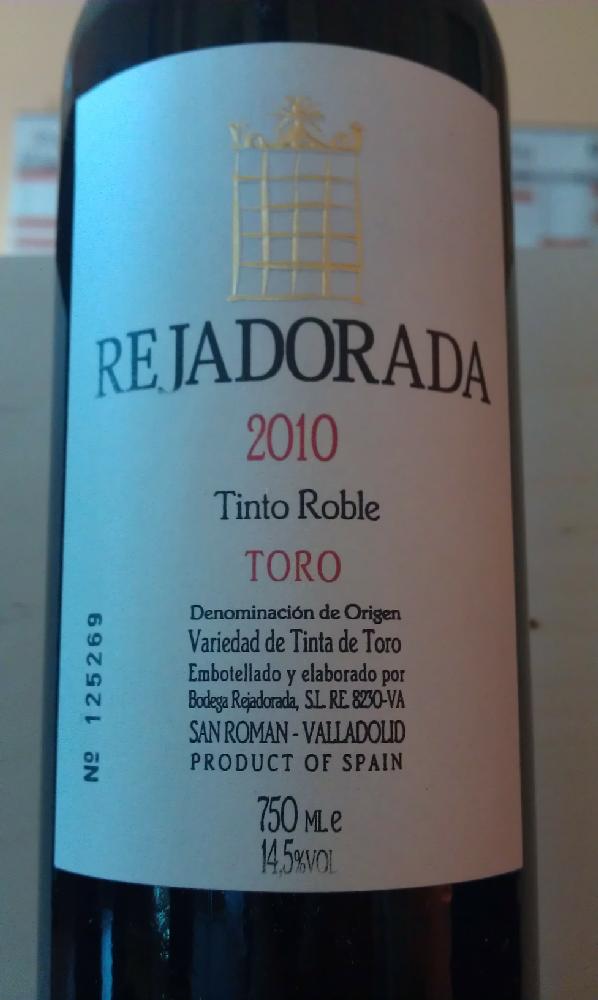 REJADORADA
2010
Tinto Roble
TORO
Denominación de Origen
Variedad de Tinta de Toro
Embotellado y elaborado por
Bodega Rejadorada, S.L. RE. 8230-VA
SAN ROMAN - VALLADOLID
PRODUCT OF SPAIN
750 ML e
14,5%VOL
Nº 125269